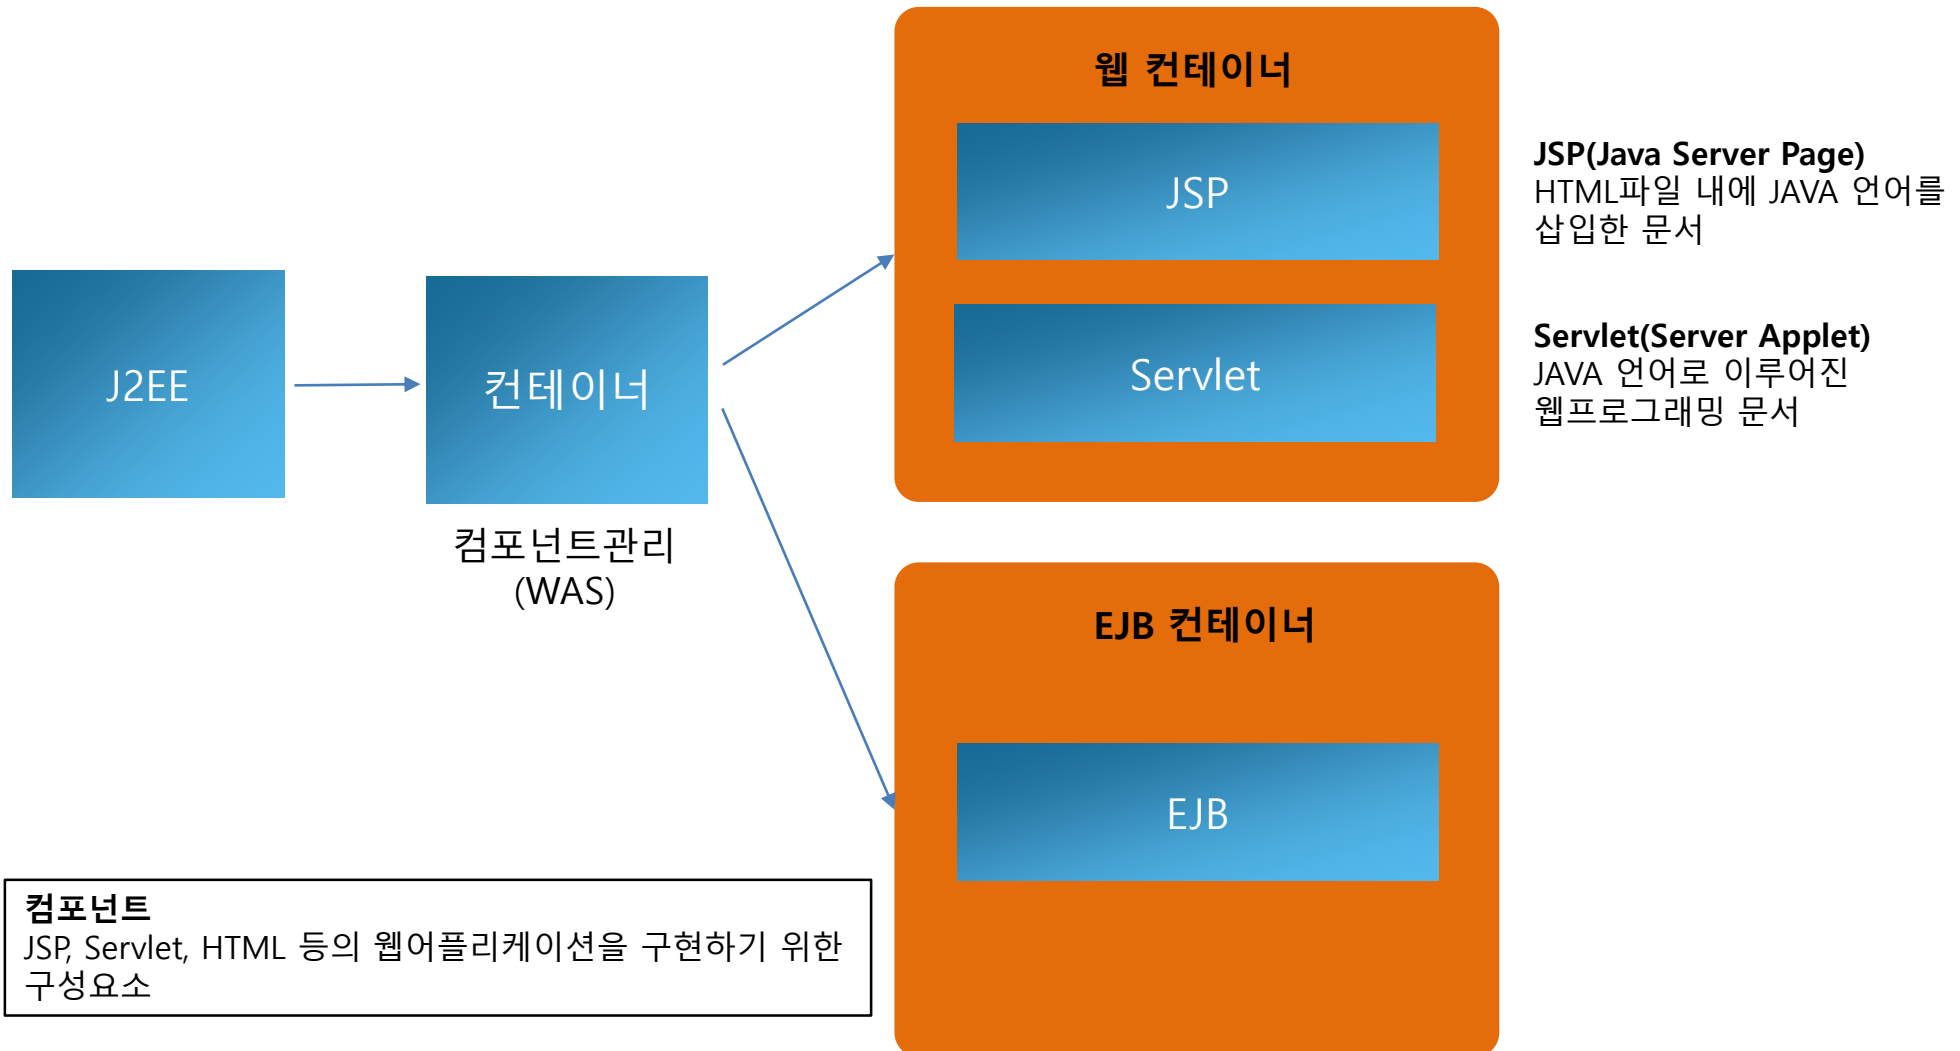 웹 컨테이너
JSP
JSP(Java Server Page)
HTML파일 내에 JAVA 언어를
삽입한 문서
J2EE
컨테이너
컴포넌트관리
(WAS)
Servlet
Servlet(Server Applet)
JAVA 언어로 이루어진
웹프로그래밍 문서
EJB 컨테이너
EJB
컴포넌트
JSP, Servlet, HTML 등의 웹어플리케이션을 구현하기 위한
구성요소